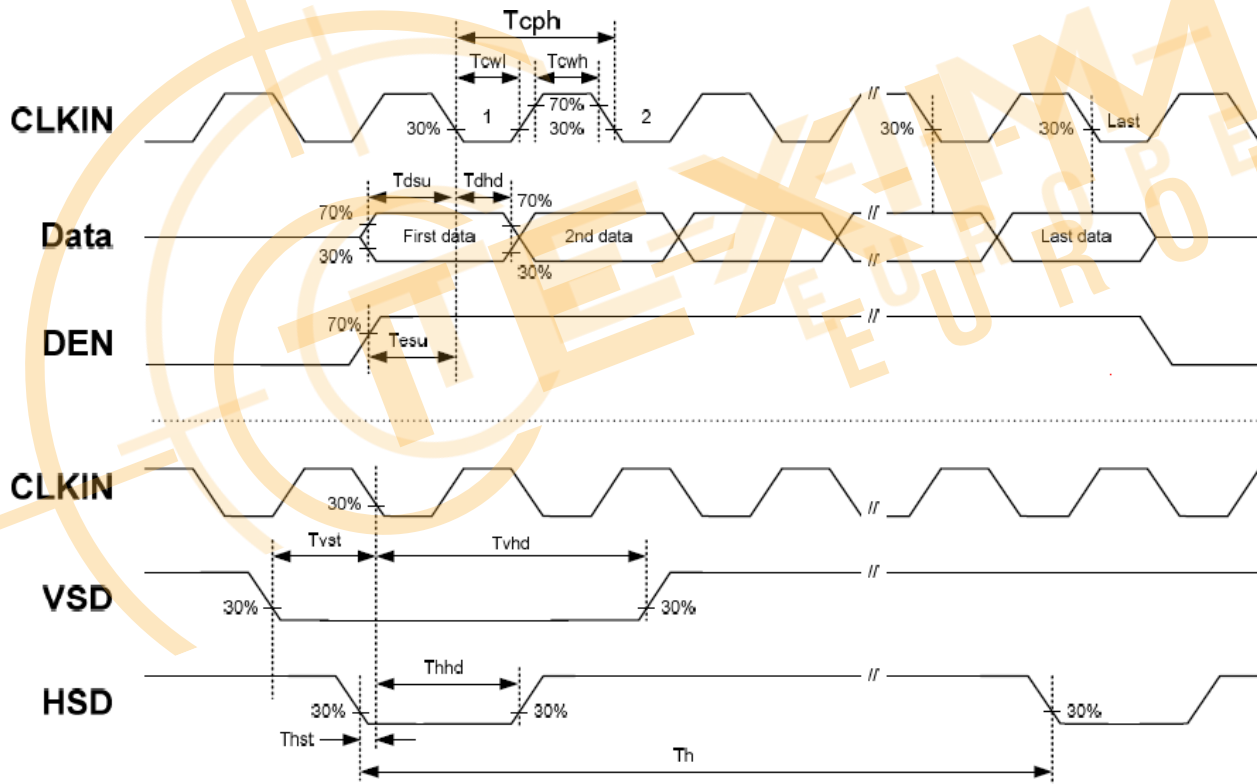 Tcph
Tcwl Tcwh
CLKIN 30% 1 70% 30% 2 30% 30% Last
Tdsu Tdhd
70% 70%
Data First data 2nd data Last data
30% 30%
DEN 70%
Tesu
CLKIN
30%
Tvst Tvhd
VSD
30% 30%
Thhd
HSD
30% 30% 30%
Thst
Th
TEXIM
EUROPE